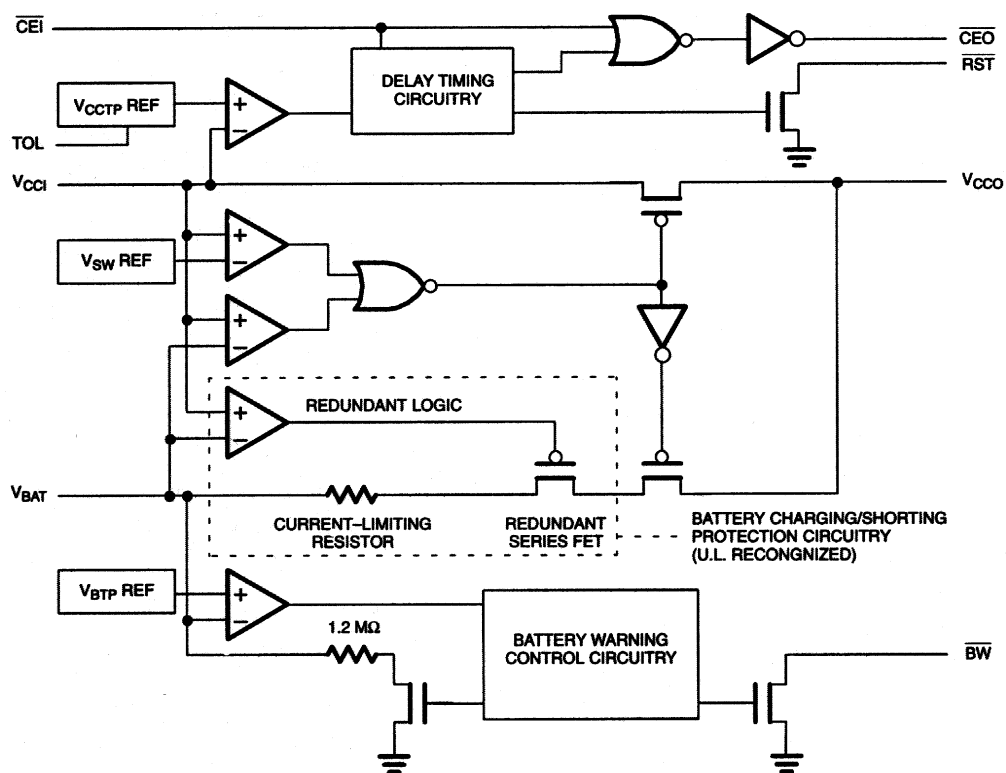 CEI
CEO
RST
DELAY TIMING
CIRCUITRY
VCCTP REF
TOL
+
−
VCCI
VCCO
VSW REF
+
−
+
−
+
−
REDUNDANT LOGIC
VBAT
CURRENT–LIMITING
RESISTOR
REDUNDANT
SERIES FET
BATTERY CHARGING/SHORTING
PROTECTION CIRCUITRY
(U.L. RECONGNIZED)
VBTP REF
+
−
1.2 MΩ
BATTERY WARNING
CONTROL CIRCUITRY
BW